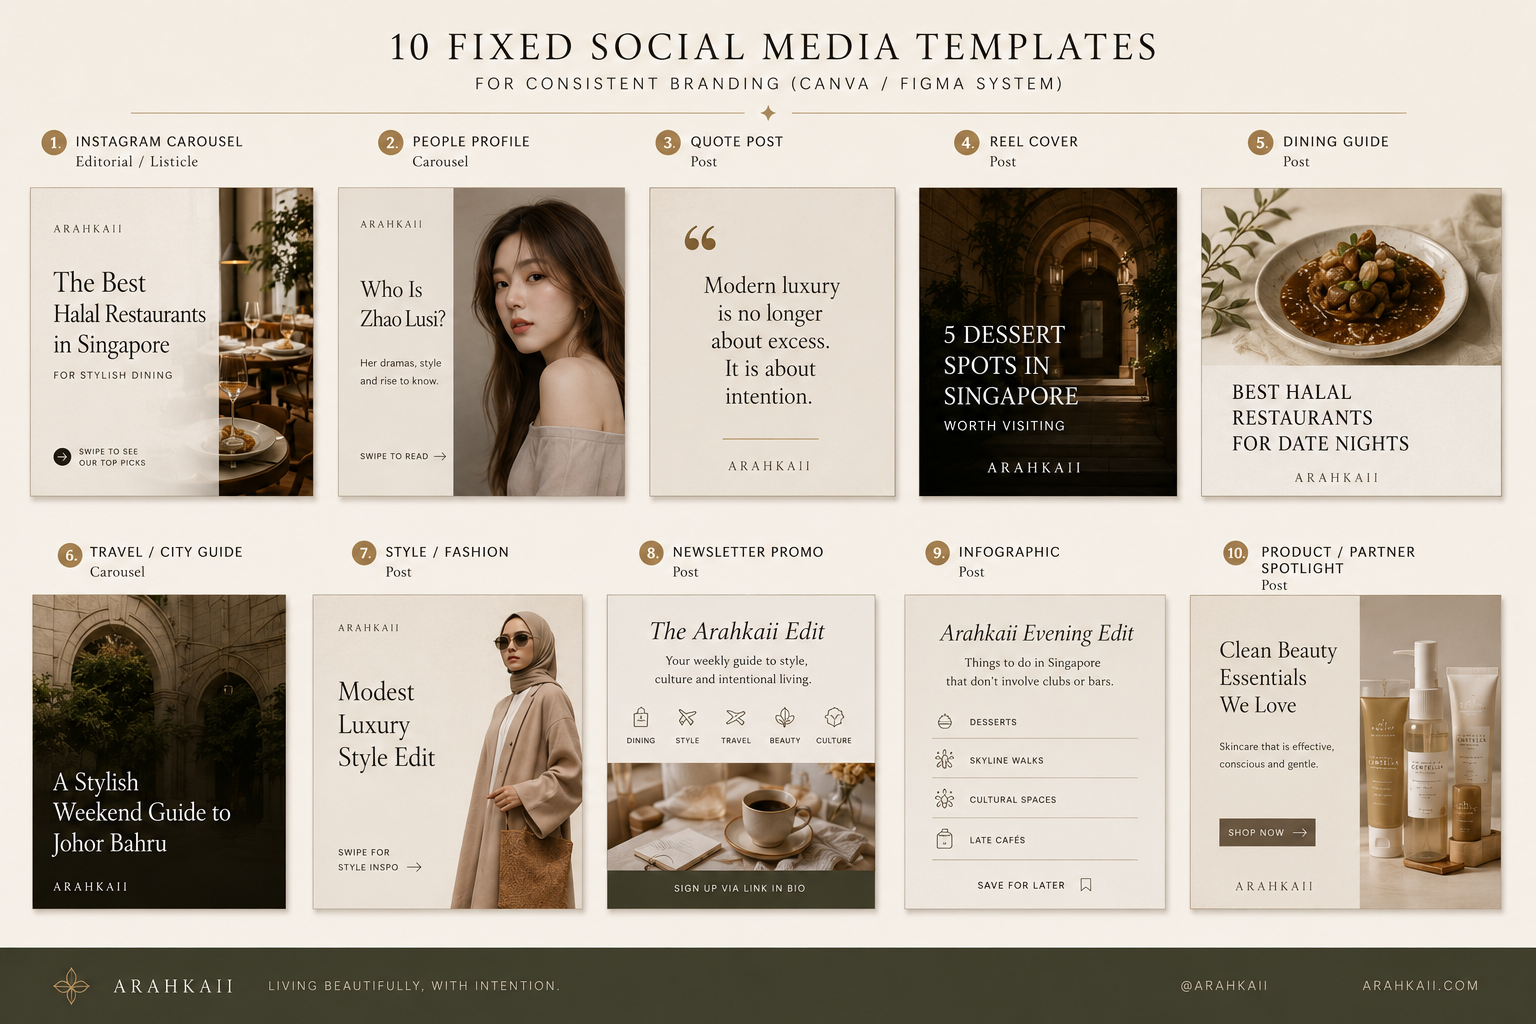 10 FIXED SOCIAL MEDIA TEMPLATES
FOR CONSISTENT BRANDING (CANVA / FIGMA SYSTEM)
1. INSTAGRAM CAROUSEL
Editorial / Listicle
ARAHKAII
The Best
Halal Restaurants
in Singapore
FOR STYLISH DINING
SWIPE TO SEE
OUR TOP PICKS
2. PEOPLE PROFILE
Carousel
ARAHKAII
Who Is
Zhao Lusi?
Her dramas, style
and rise to know.
SWIPE TO READ →
3. QUOTE POST
Post
“
Modern luxury
is no longer
about excess.
It is about
intention.
ARAHKAII
4. REEL COVER
Post
5 DESSERT
SPOTS IN
SINGAPORE
WORTH VISITING
ARAHKAII
5. DINING GUIDE
Post
BEST HALAL
RESTAURANTS
FOR DATE NIGHTS
ARAHKAII
6. TRAVEL / CITY GUIDE
Carousel
A Stylish
Weekend Guide to
Johor Bahru
ARAHKAII
7. STYLE / FASHION
Post
ARAHKAII
Modest
Luxury
Style Edit
SWIPE FOR
STYLE INSPO →
8. NEWSLETTER PROMO
Post
The Arahkaii Edit
Your weekly guide to style,
culture and intentional living.
DINING STYLE TRAVEL BEAUTY CULTURE
SIGN UP VIA LINK IN BIO
9. INFOGRAPHIC
Post
Arahkaii Evening Edit
Things to do in Singapore
that don't involve clubs or bars.
DESSERTS
SKYLINE WALKS
CULTURAL SPACES
LATE CAFÉS
SAVE FOR LATER
10. PRODUCT / PARTNER
SPOTLIGHT
Post
Clean Beauty
Essentials
We Love
Skincare that is effective,
conscious and gentle.
SHOP NOW →
ARAHKAII
ARAHKAII LIVING BEAUTIFULLY, WITH INTENTION. @ARAHKAII ARAHKAII.COM